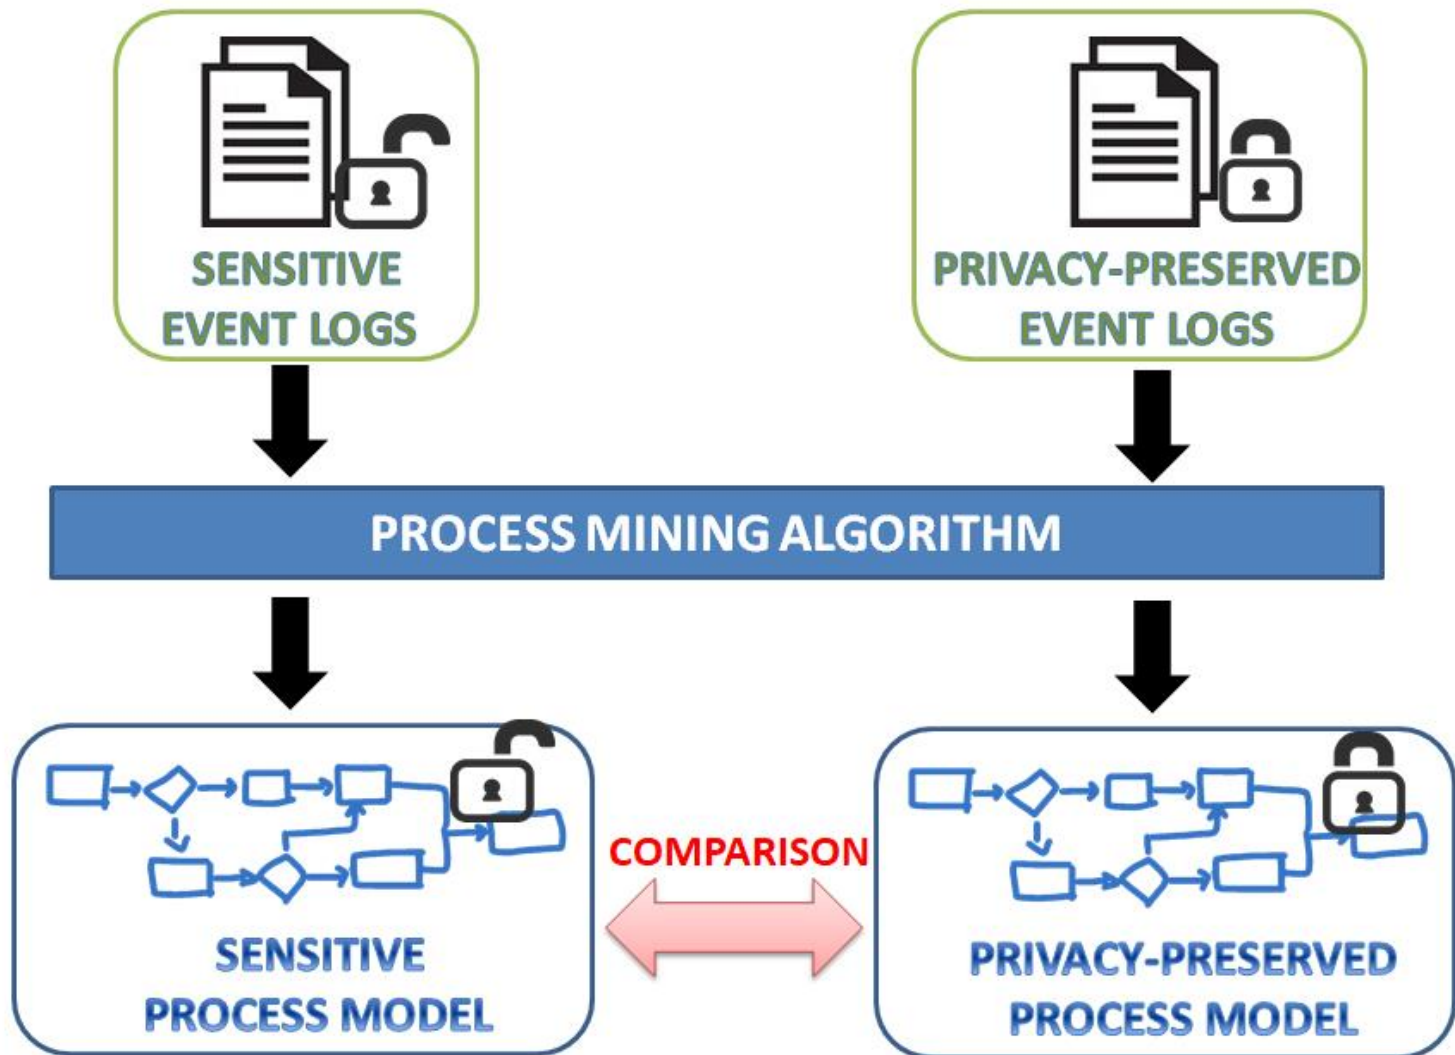 SENSITIVE
EVENT LOGS
PRIVACY-PRESERVED
EVENT LOGS
PROCESS MINING ALGORITHM
COMPARISON
SENSITIVE
PROCESS MODEL
PRIVACY-PRESERVED
PROCESS MODEL